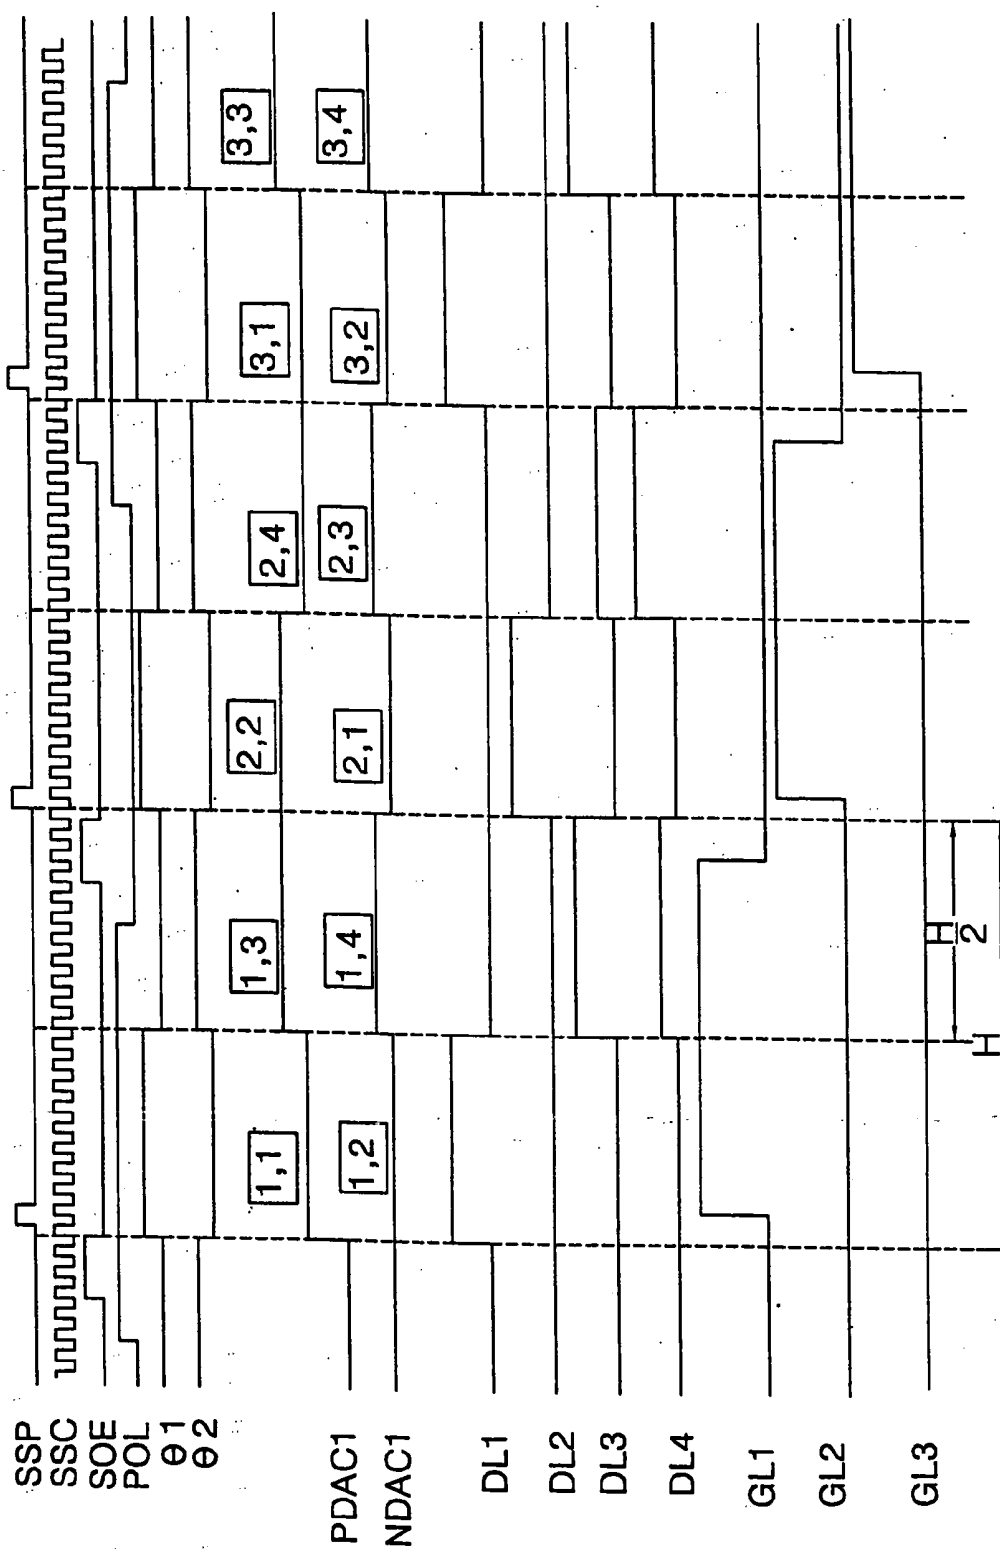 SSP
SSC
SOE
POL
θ1
θ2
PDAC1
NDAC1
DL1
DL2
DL3
DL4
GL1
GL2
GL3
1,1
1,3
2,2
2,4
3,1
3,3
1,2
1,4
2,1
2,3
3,2
3,4
H
2
H